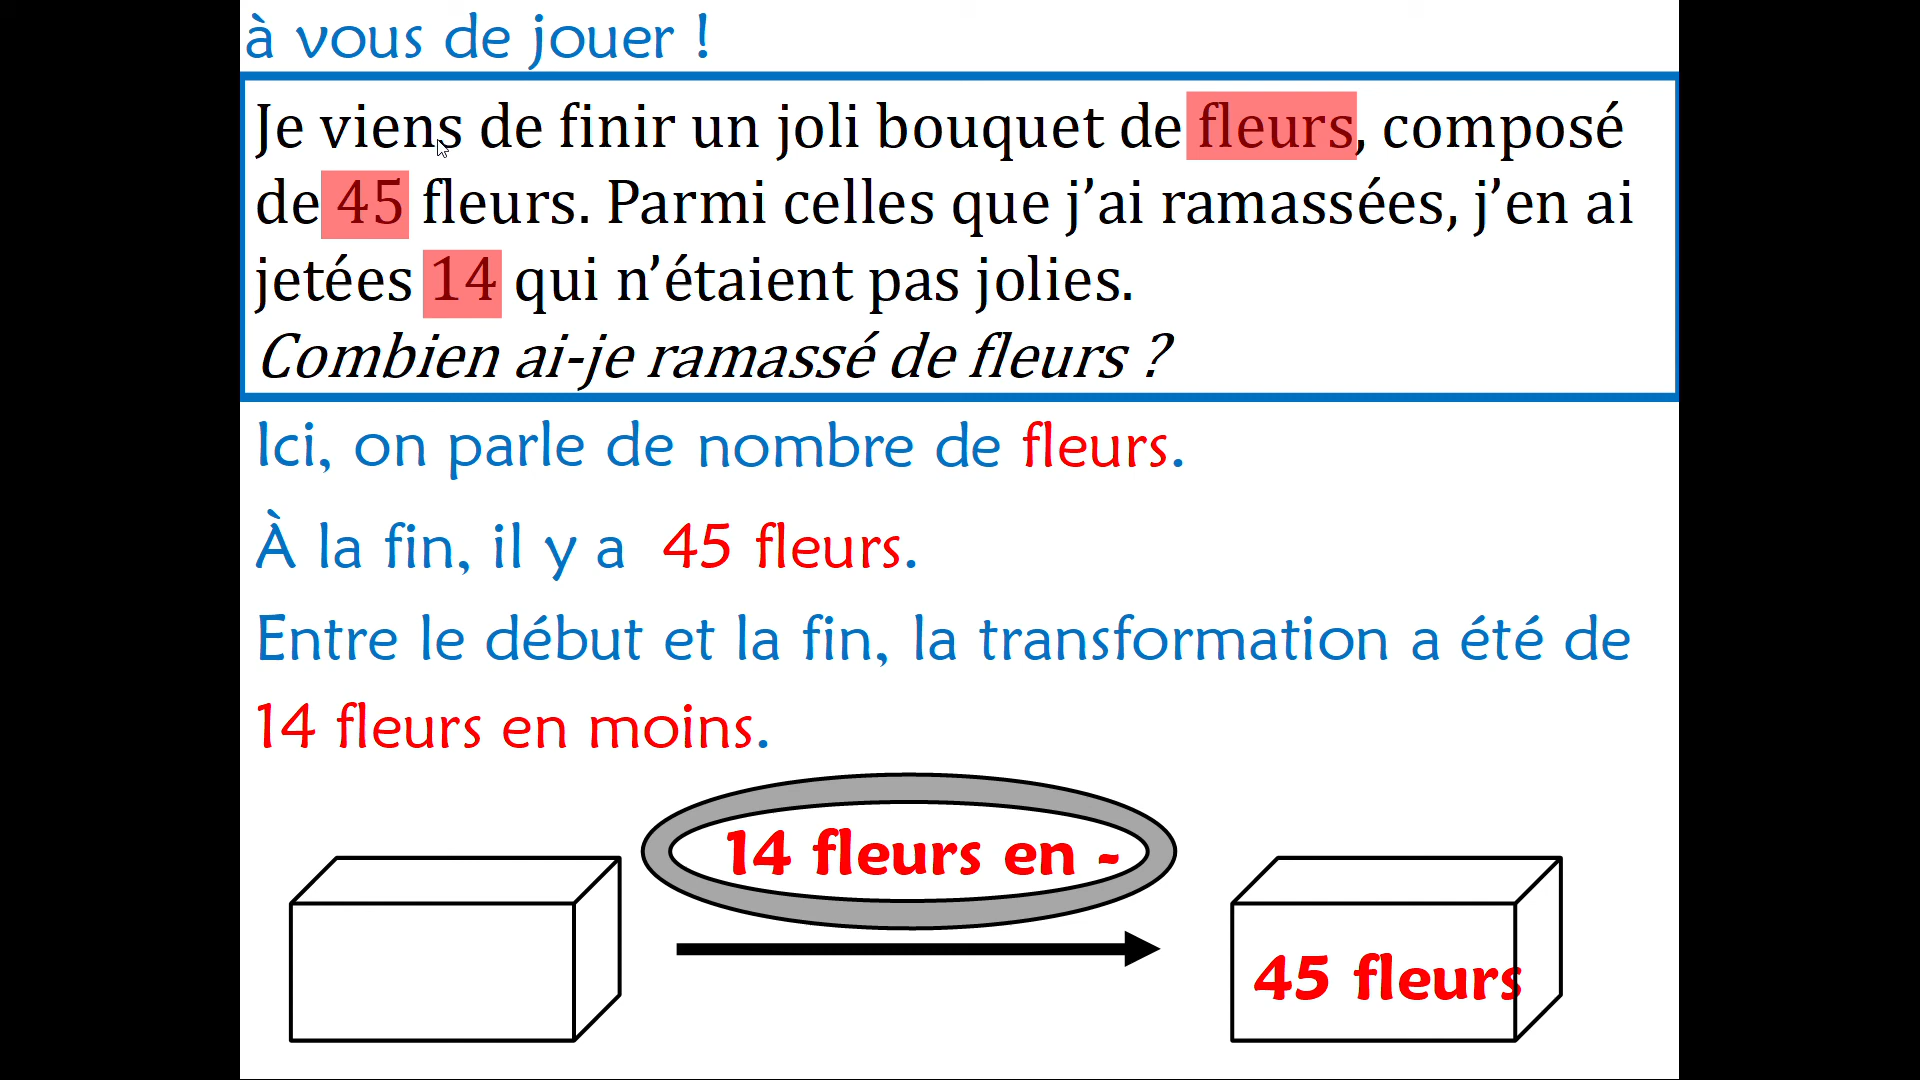 à vous de jouer !
Je viens de finir un joli bouquet de fleurs, composé
de 45 fleurs. Parmi celles que j’ai ramassées, j’en ai
jetées 14 qui n’étaient pas jolies.
Combien ai-je ramassé de fleurs ?
Ici, on parle de nombre de fleurs.
À la fin, il y a 45 fleurs.
Entre le début et la fin, la transformation a été de
14 fleurs en moins.
14 fleurs en -
45 fleurs